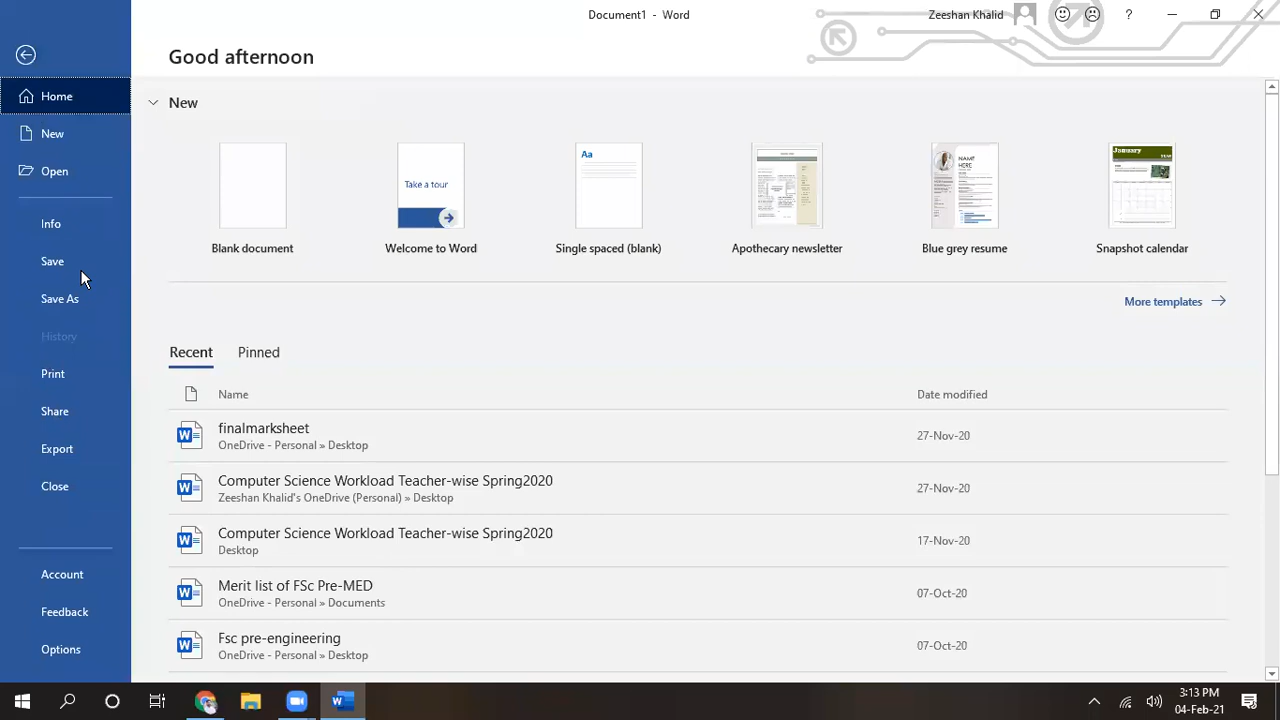 Document1 - Word
Zeeshan Khalid
?
Good afternoon
Home
New
Open
Info
Save
Save As
History
Print
Share
Export
Close
Account
Feedback
Options
New
Take a tour
Aa
NAME HERE
January
Blank document
Welcome to Word
Single spaced (blank)
Apothecary newsletter
Blue grey resume
Snapshot calendar
More templates
Recent
Pinned
Name
Date modified
finalmarksheet
OneDrive - Personal » Desktop
27-Nov-20
Computer Science Workload Teacher-wise Spring2020
Zeeshan Khalid's OneDrive (Personal) » Desktop
27-Nov-20
Computer Science Workload Teacher-wise Spring2020
Desktop
17-Nov-20
Merit list of FSc Pre-MED
OneDrive - Personal » Documents
07-Oct-20
Fsc pre-engineering
OneDrive - Personal » Desktop
07-Oct-20
3:13 PM
04-Feb-21